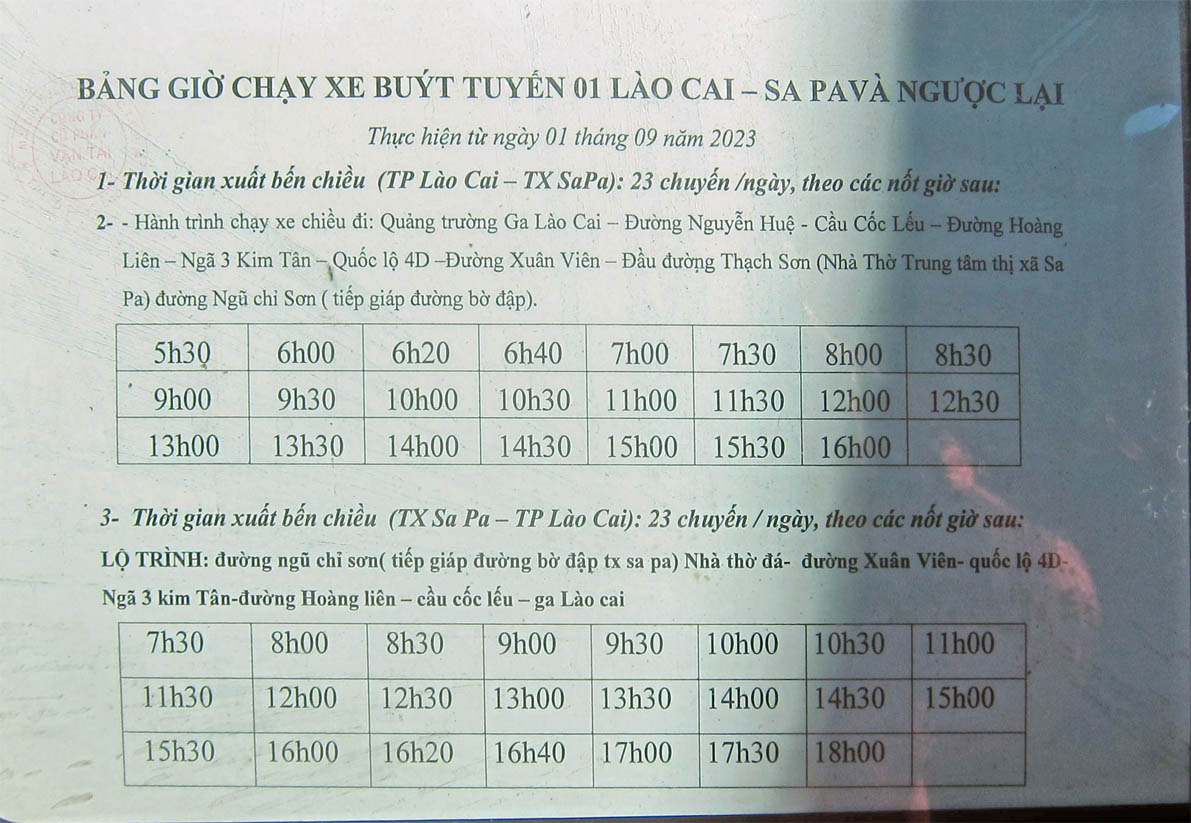 BẢNG GIỜ CHẠY XE BUÝT TUYẾN 01 LÀO CAI – SA PAVÀ NGƯỢC LẠI
Thực hiện từ ngày 01 tháng 09 năm 2023
CÔNG TY
CỔ PHẦN
VẬN TẢI
LÀO CAI
1- Thời gian xuất bến chiều (TP Lào Cai – TX SaPa): 23 chuyến /ngày, theo các nốt giờ sau:
2- - Hành trình chạy xe chiều đi: Quảng trường Ga Lào Cai – Đường Nguyễn Huệ - Cầu Cốc Lếu – Đường Hoàng
Liên – Ngã 3 Kim Tân – Quốc lộ 4D –Đường Xuân Viên – Đầu đường Thạch Sơn (Nhà Thờ Trung tâm thị xã Sa
Pa) đường Ngũ chỉ Sơn ( tiếp giáp đường bờ đập).
5h30 6h00 6h20 6h40 7h00 7h30 8h00 8h30
9h00 9h30 10h00 10h30 11h00 11h30 12h00 12h30
13h00 13h30 14h00 14h30 15h00 15h30 16h00
3- Thời gian xuất bến chiều (TX Sa Pa – TP Lào Cai): 23 chuyến / ngày, theo các nốt giờ sau:
LỘ TRÌNH: đường ngũ chỉ sơn( tiếp giáp đường bờ đập tx sa pa) Nhà thờ đá- đường Xuân Viên- quốc lộ 4D-
Ngã 3 kim Tân-đường Hoàng liên – cầu cốc lếu – ga Lào cai
7h30 8h00 8h30 9h00 9h30 10h00 10h30 11h00
11h30 12h00 12h30 13h00 13h30 14h00 14h30 15h00
15h30 16h00 16h20 16h40 17h00 17h30 18h00